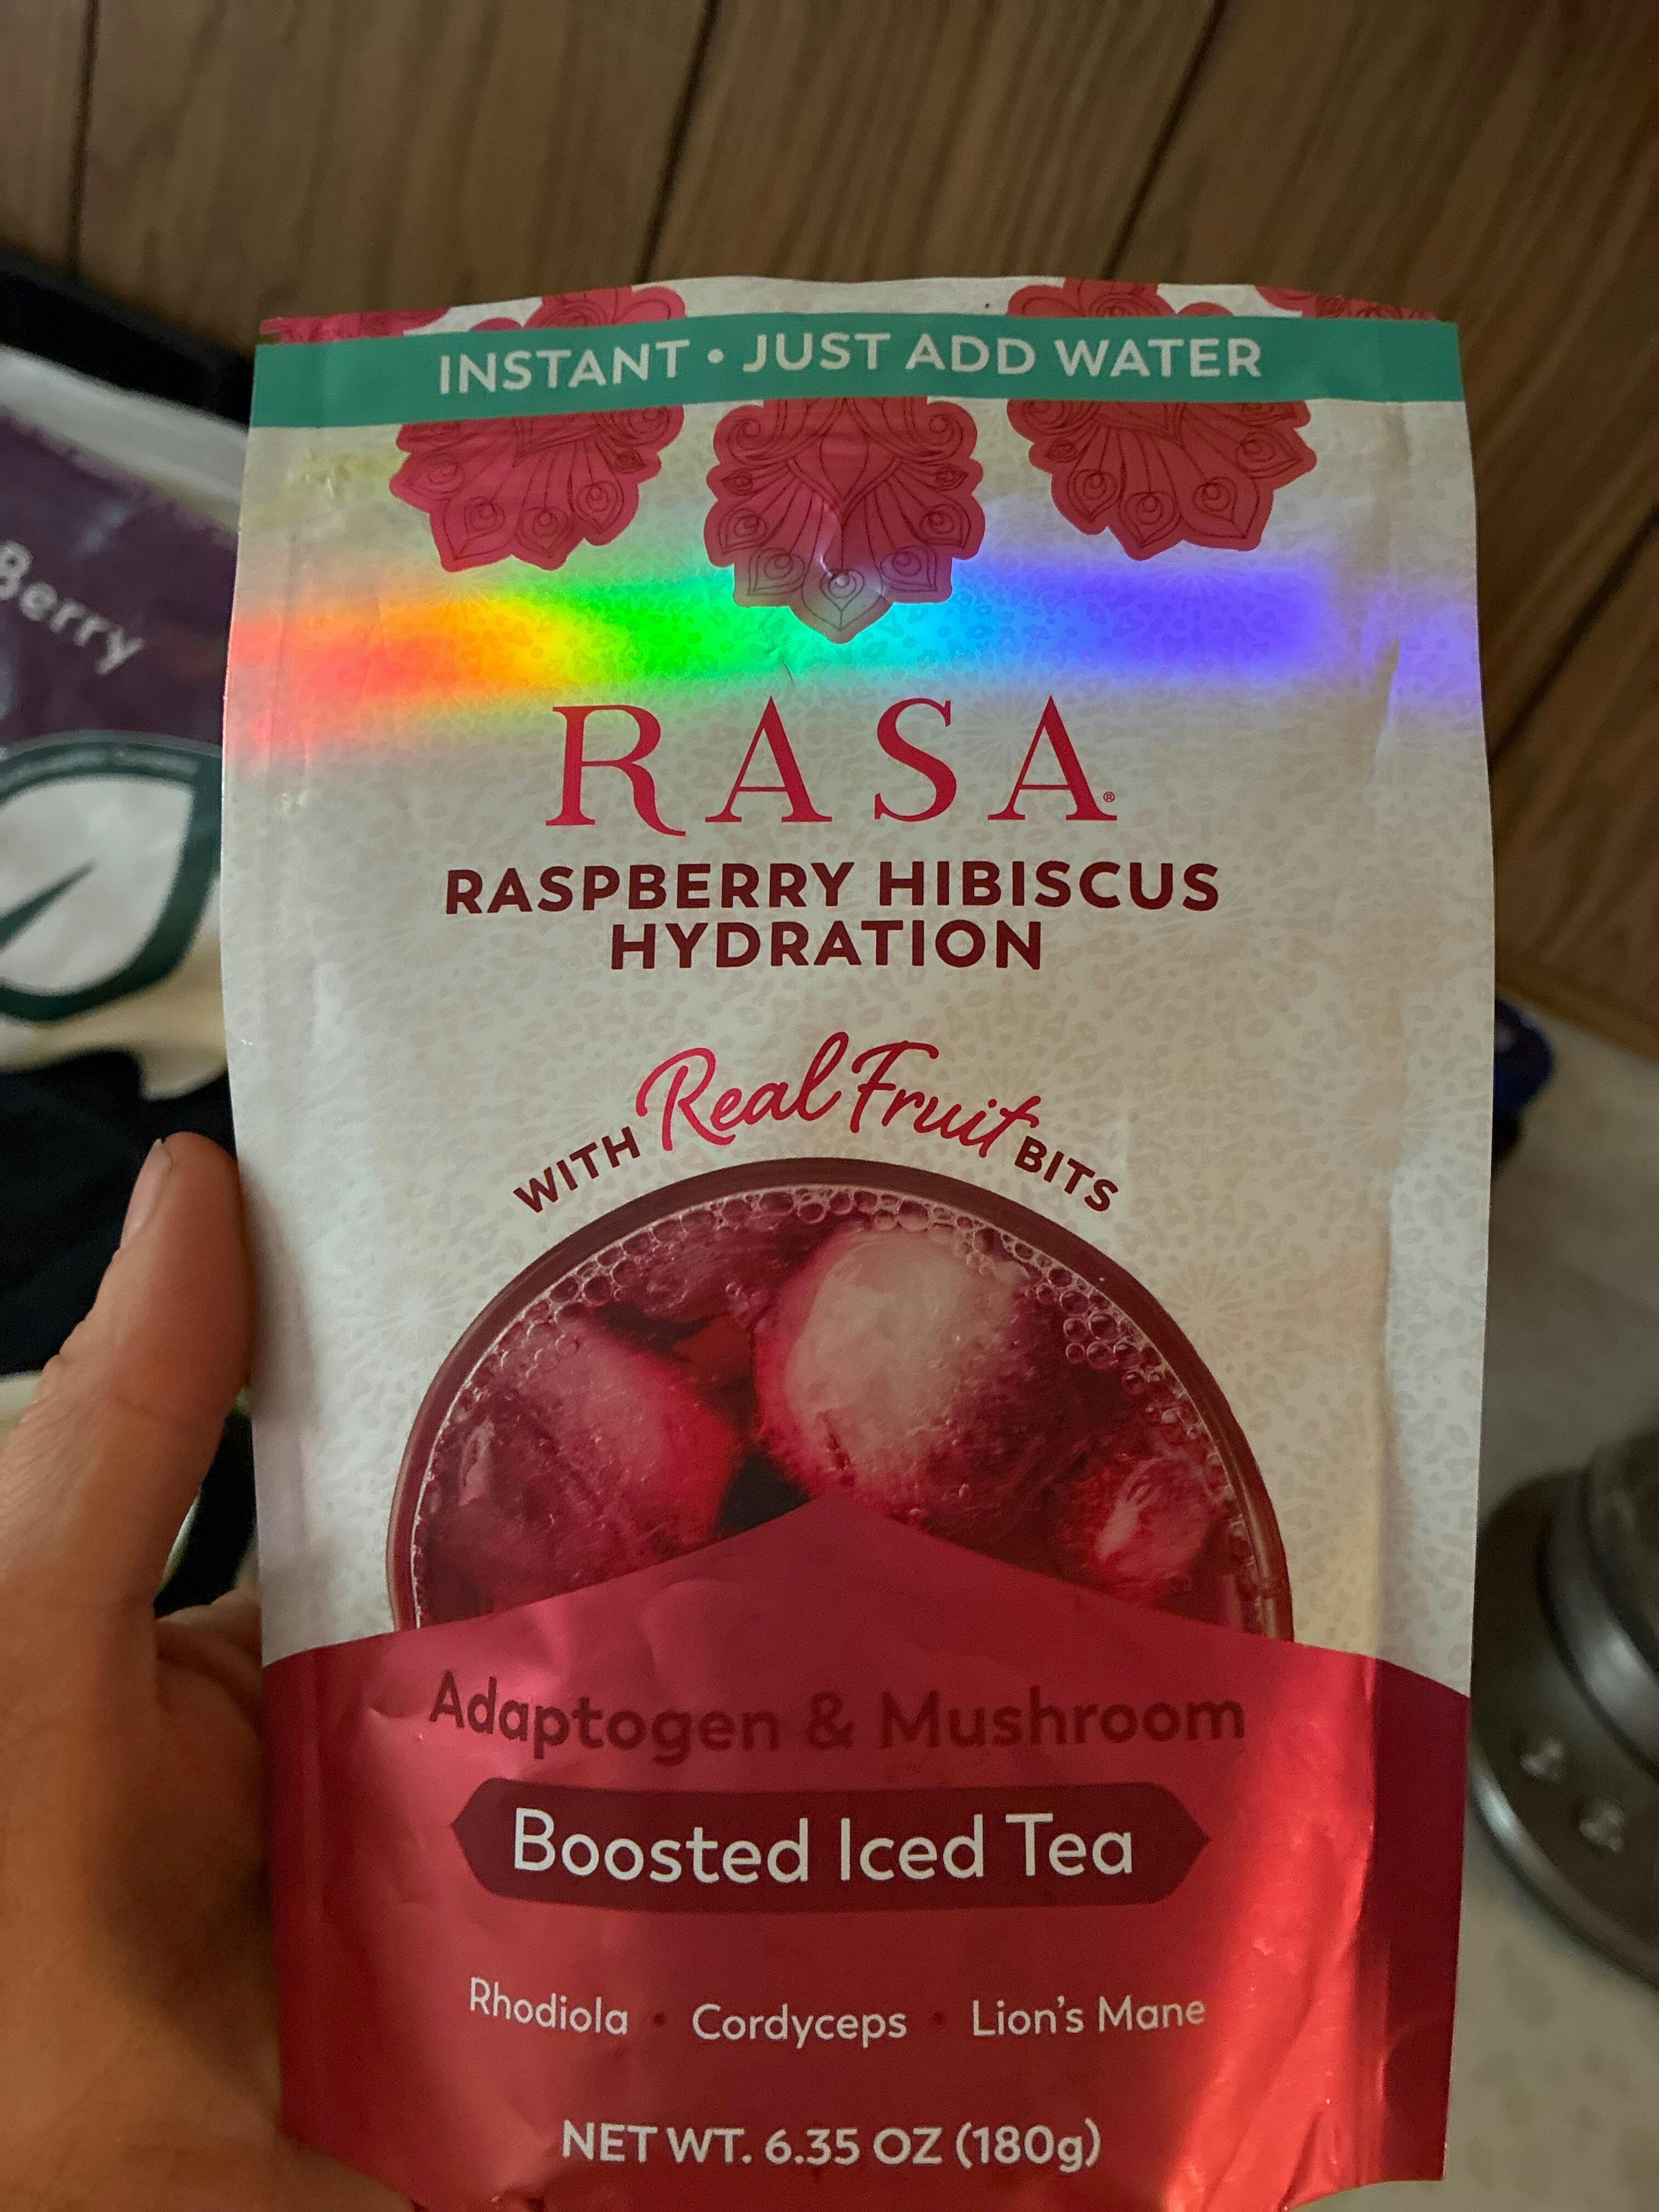 INSTANT • JUST ADD WATER
Berry
RASA®
RASPBERRY HIBISCUS
HYDRATION
WITH Real Fruit BITS
Adaptogen & Mushroom
Boosted Iced Tea
Rhodiola • Cordyceps • Lion's Mane
NET WT. 6.35 OZ (180g)